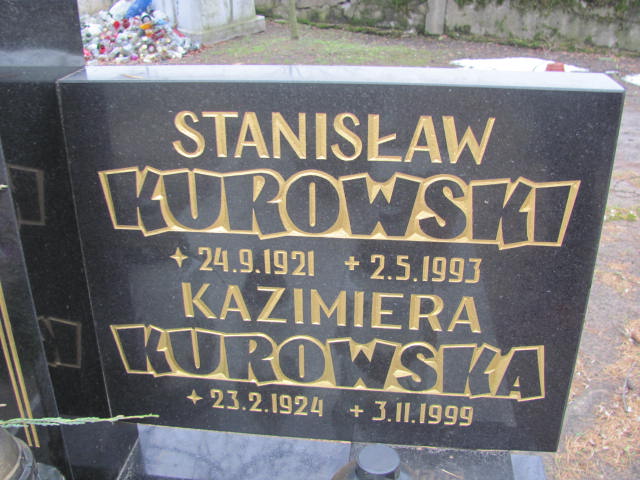 STANISŁAW
KUROWSKI
✦ 24.9.1921 + 2.5.1993
KAZIMIERA
KUROWSKA
✦ 23.2.1924 + 3.11.1999